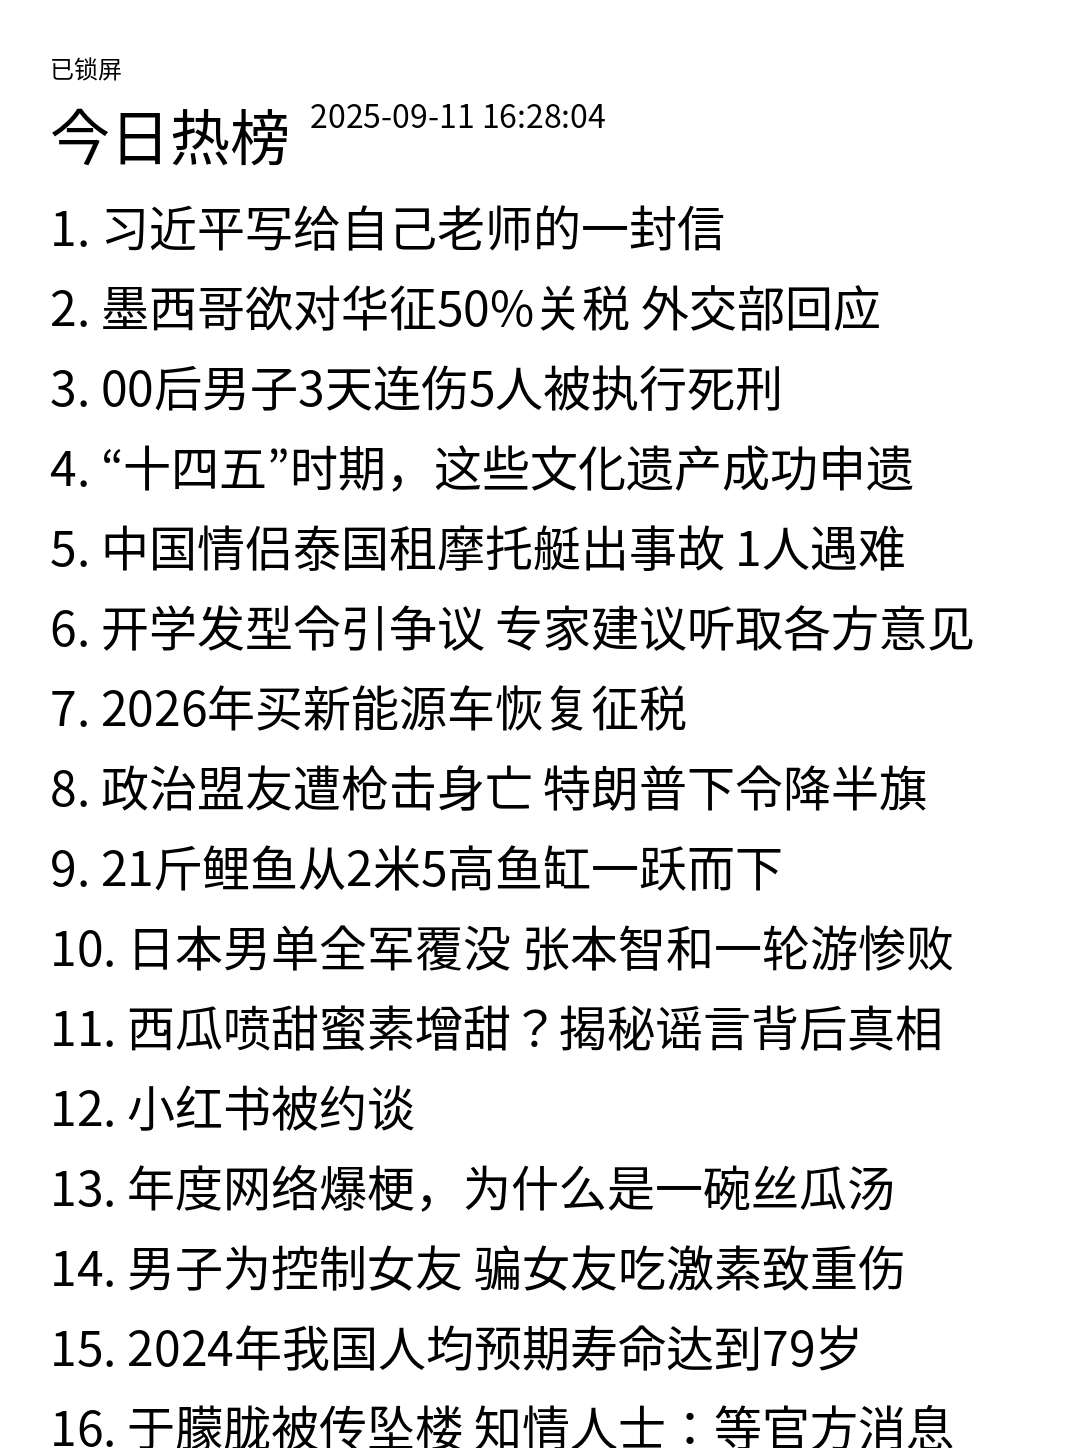 已锁屏
今日热榜 2025-09-11 16:28:04
1. 习近平写给自己老师的一封信
2. 墨西哥欲对华征50%关税 外交部回应
3. 00后男子3天连伤5人被执行死刑
4. “十四五”时期，这些文化遗产成功申遗
5. 中国情侣泰国租摩托艇出事故 1人遇难
6. 开学发型令引争议 专家建议听取各方意见
7. 2026年买新能源车恢复征税
8. 政治盟友遭枪击身亡 特朗普下令降半旗
9. 21斤鲤鱼从2米5高鱼缸一跃而下
10. 日本男单全军覆没 张本智和一轮游惨败
11. 西瓜喷甜蜜素增甜？揭秘谣言背后真相
12. 小红书被约谈
13. 年度网络爆梗，为什么是一碗丝瓜汤
14. 男子为控制女友 骗女友吃激素致重伤
15. 2024年我国人均预期寿命达到79岁
16. 于朦胧被传坠楼 知情人士：等官方消息